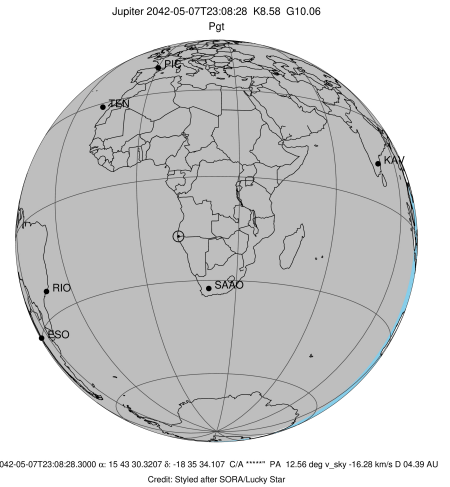 Jupiter 2042-05-07T23:08:28 K8.58 G10.06
Pgt
PIC
TEN
KAV
RIO
SAAO
ESO
042-05-07T23:08:28.3000 α: 15 43 30.3207 δ: -18 35 34.107 C/A *****" PA 12.56 deg v_sky -16.28 km/s D 04.39 AU
Credit: Styled after SORA/Lucky Star